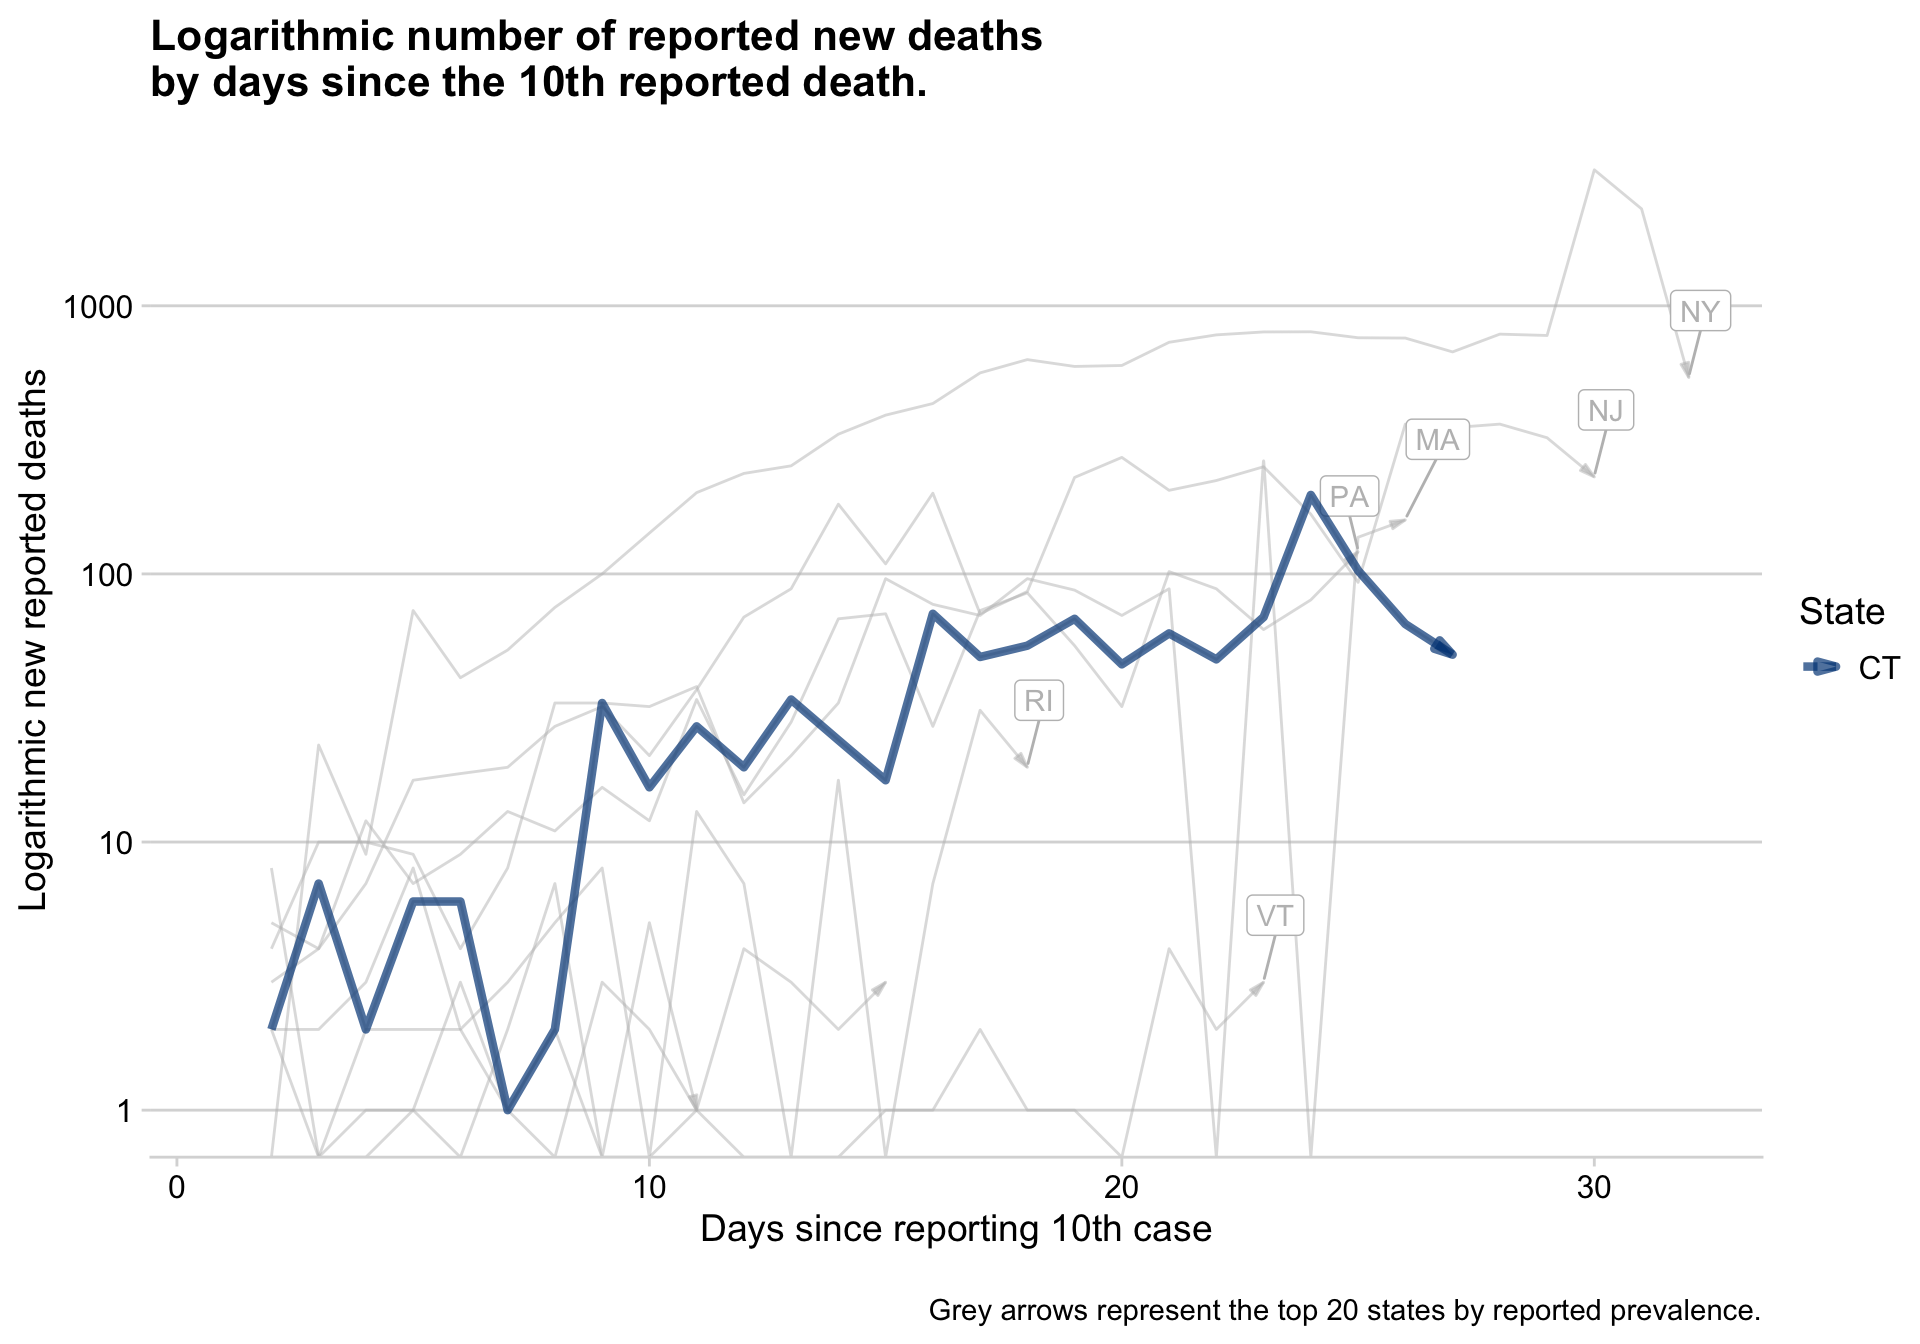 Logarithmic number of reported new deaths
by days since the 10th reported death.
Logarithmic new reported deaths
1000
100
10
1
NY
NJ
MA
PA
RI
VT
State
CT
0
10
20
30
Days since reporting 10th case
Grey arrows represent the top 20 states by reported prevalence.